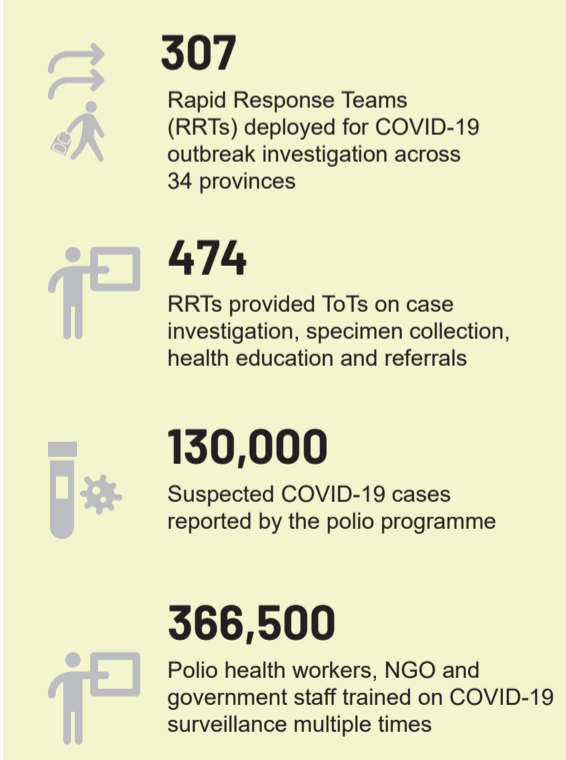 307
Rapid Response Teams
(RRTs) deployed for COVID-19
outbreak investigation across
34 provinces
474
RRTs provided ToTs on case
investigation, specimen collection,
health education and referrals
130,000
Suspected COVID-19 cases
reported by the polio programme
366,500
Polio health workers, NGO and
government staff trained on COVID-19
surveillance multiple times